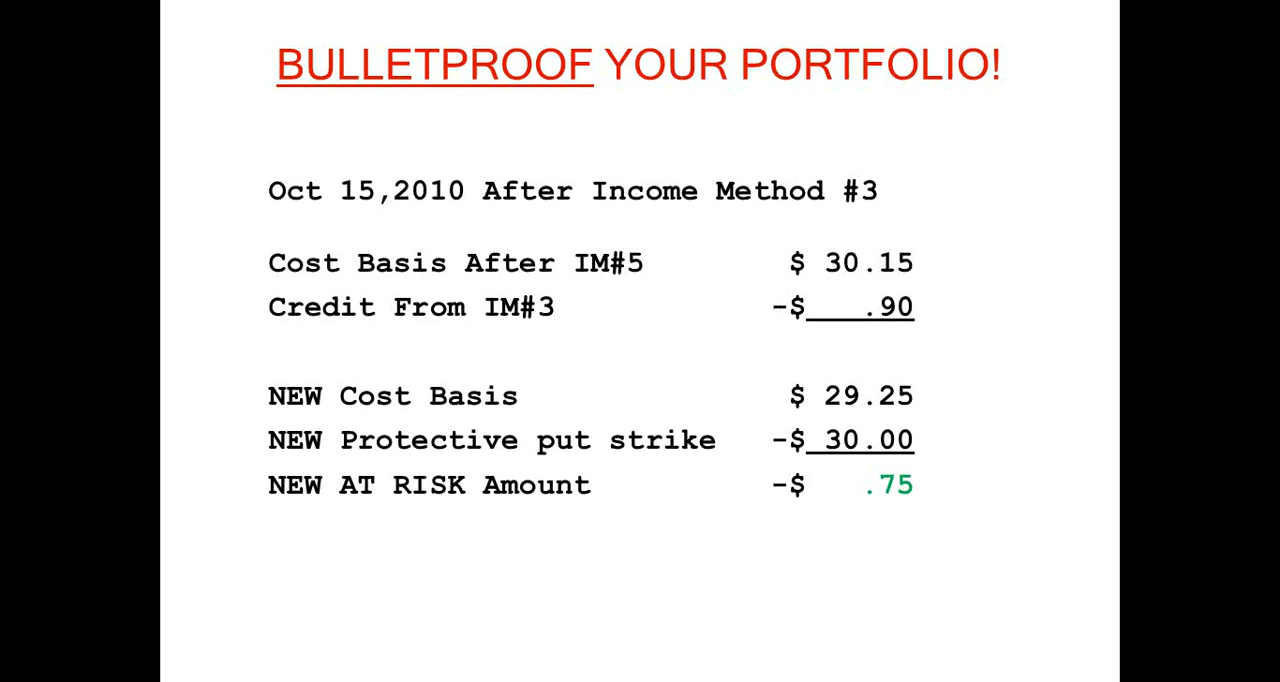 BULLETPROOF YOUR PORTFOLIO!
Oct 15,2010 After Income Method #3
Cost Basis After IM#5 $ 30.15
Credit From IM#3 -$ .90
NEW Cost Basis $ 29.25
NEW Protective put strike -$ 30.00
NEW AT RISK Amount -$ .75